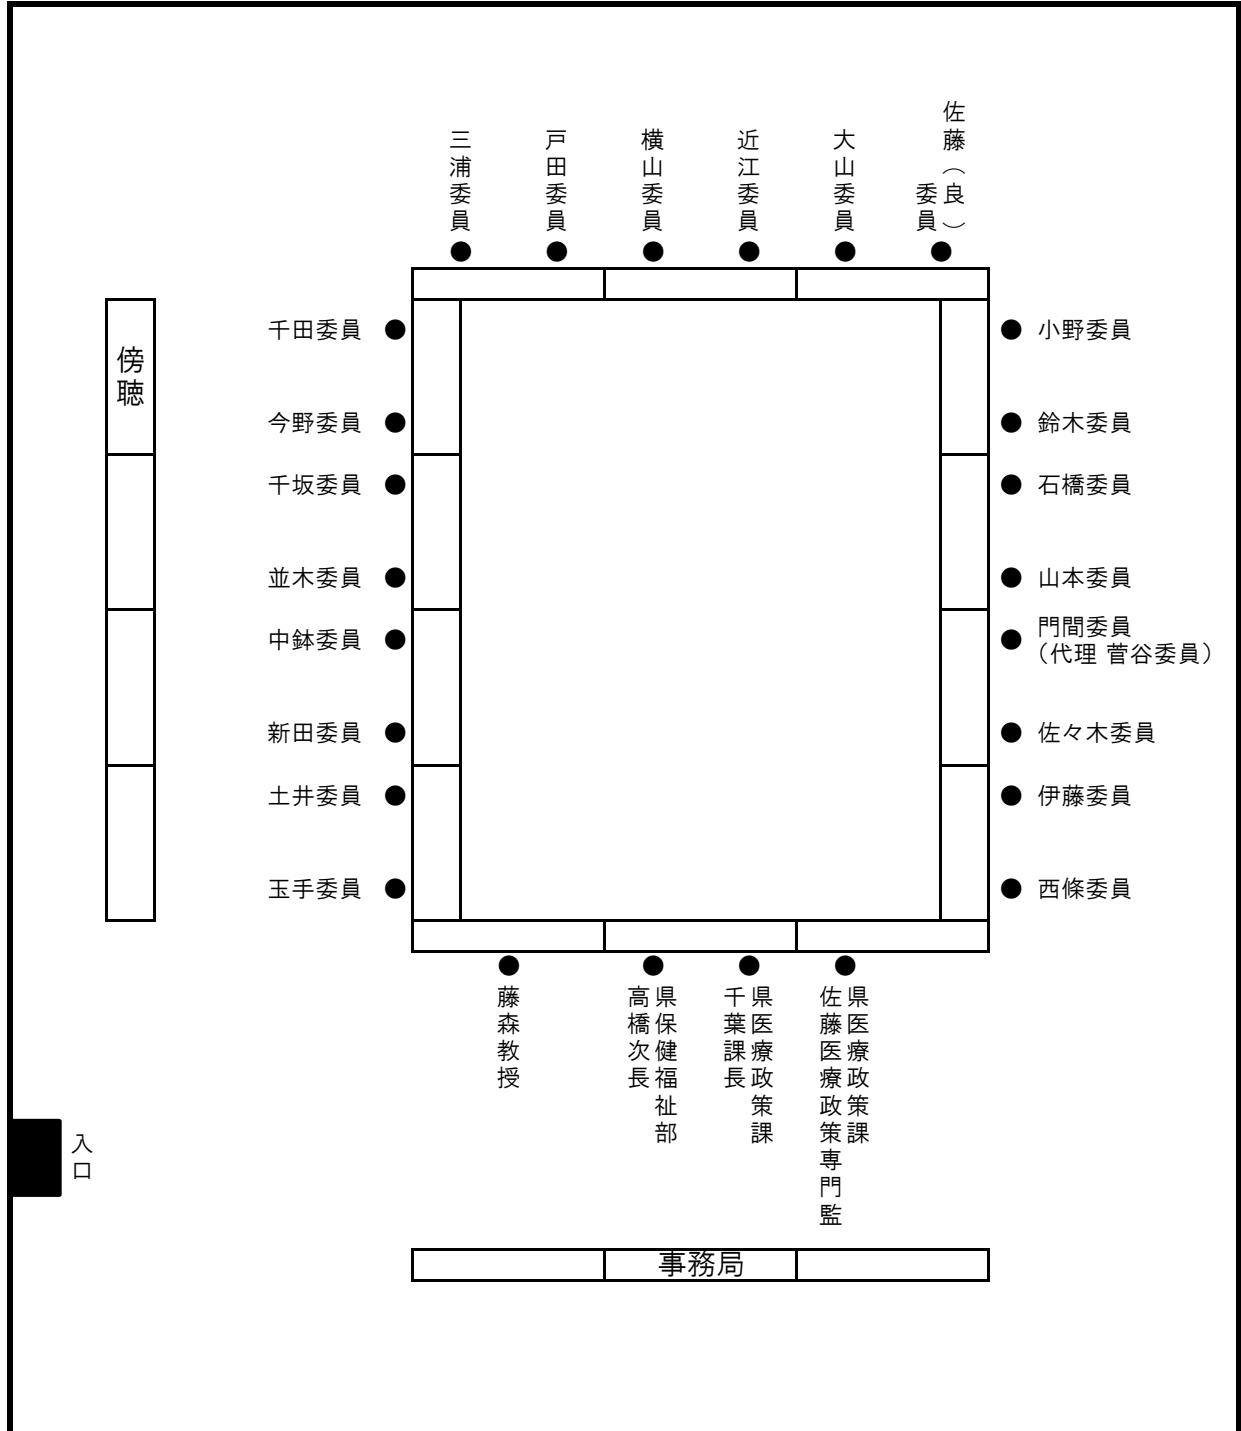 三浦委員
戸田委員
横山委員
近江委員
大山委員
佐藤（良）
委員
傍聴
千田委員
今野委員
千坂委員
並木委員
中鉢委員
新田委員
土井委員
玉手委員
小野委員
鈴木委員
石橋委員
山本委員
門間委員
（代理 菅谷委員）
佐々木委員
伊藤委員
西條委員
藤森教授
県保健福祉部
高橋次長
県医療政策課
千葉課長
県医療政策課
佐藤医療政策専門監
入口
事務局